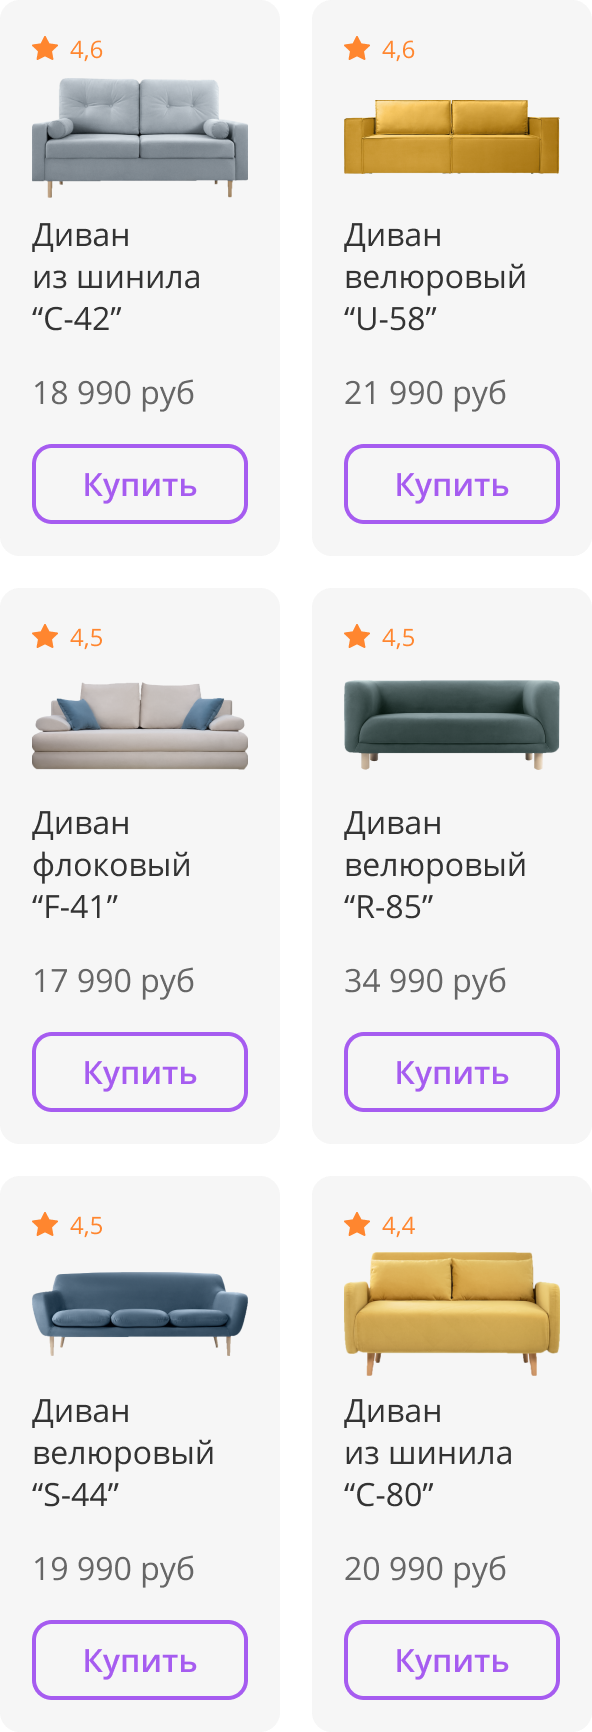 4,6
Диван
из шинила
“C-42”
18 990 руб
Купить
4,6
Диван
велюровый
“U-58”
21 990 руб
Купить
4,5
Диван
флоковый
“F-41”
17 990 руб
Купить
4,5
Диван
велюровый
“R-85”
34 990 руб
Купить
4,5
Диван
велюровый
“S-44”
19 990 руб
Купить
4,4
Диван
из шинила
“C-80”
20 990 руб
Купить